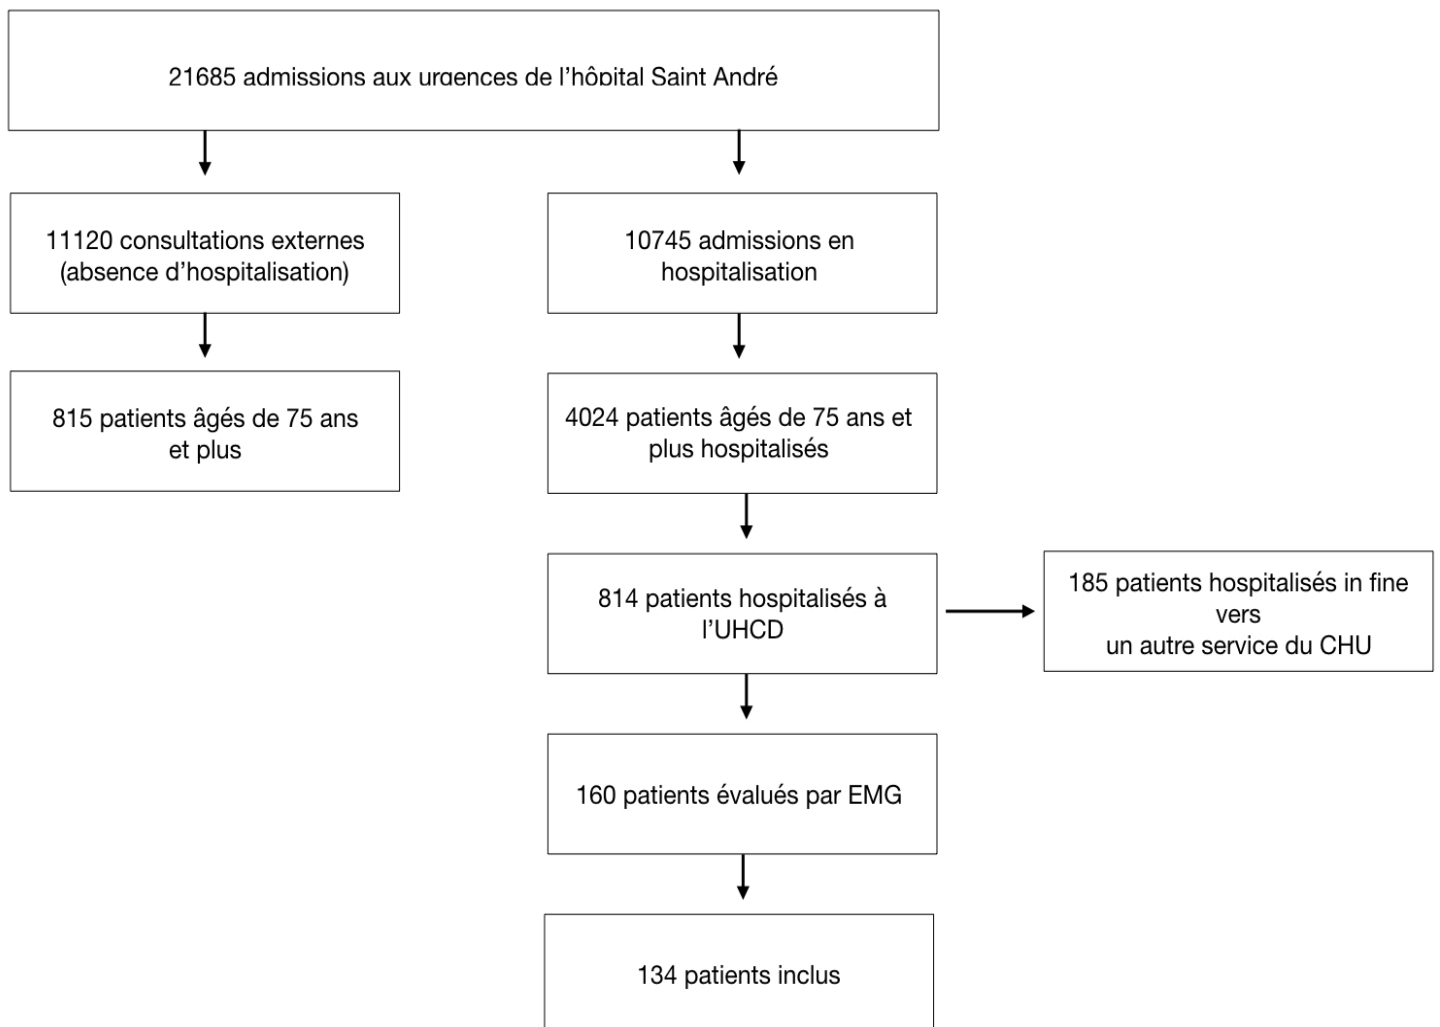 21685 admissions aux urgences de l'hôpital Saint André
11120 consultations externes
(absence d'hospitalisation)
10745 admissions en
hospitalisation
815 patients âgés de 75 ans
et plus
4024 patients âgés de 75 ans et
plus hospitalisés
814 patients hospitalisés à
l'UHCD
185 patients hospitalisés in fine
vers
un autre service du CHU
160 patients évalués par EMG
134 patients inclus